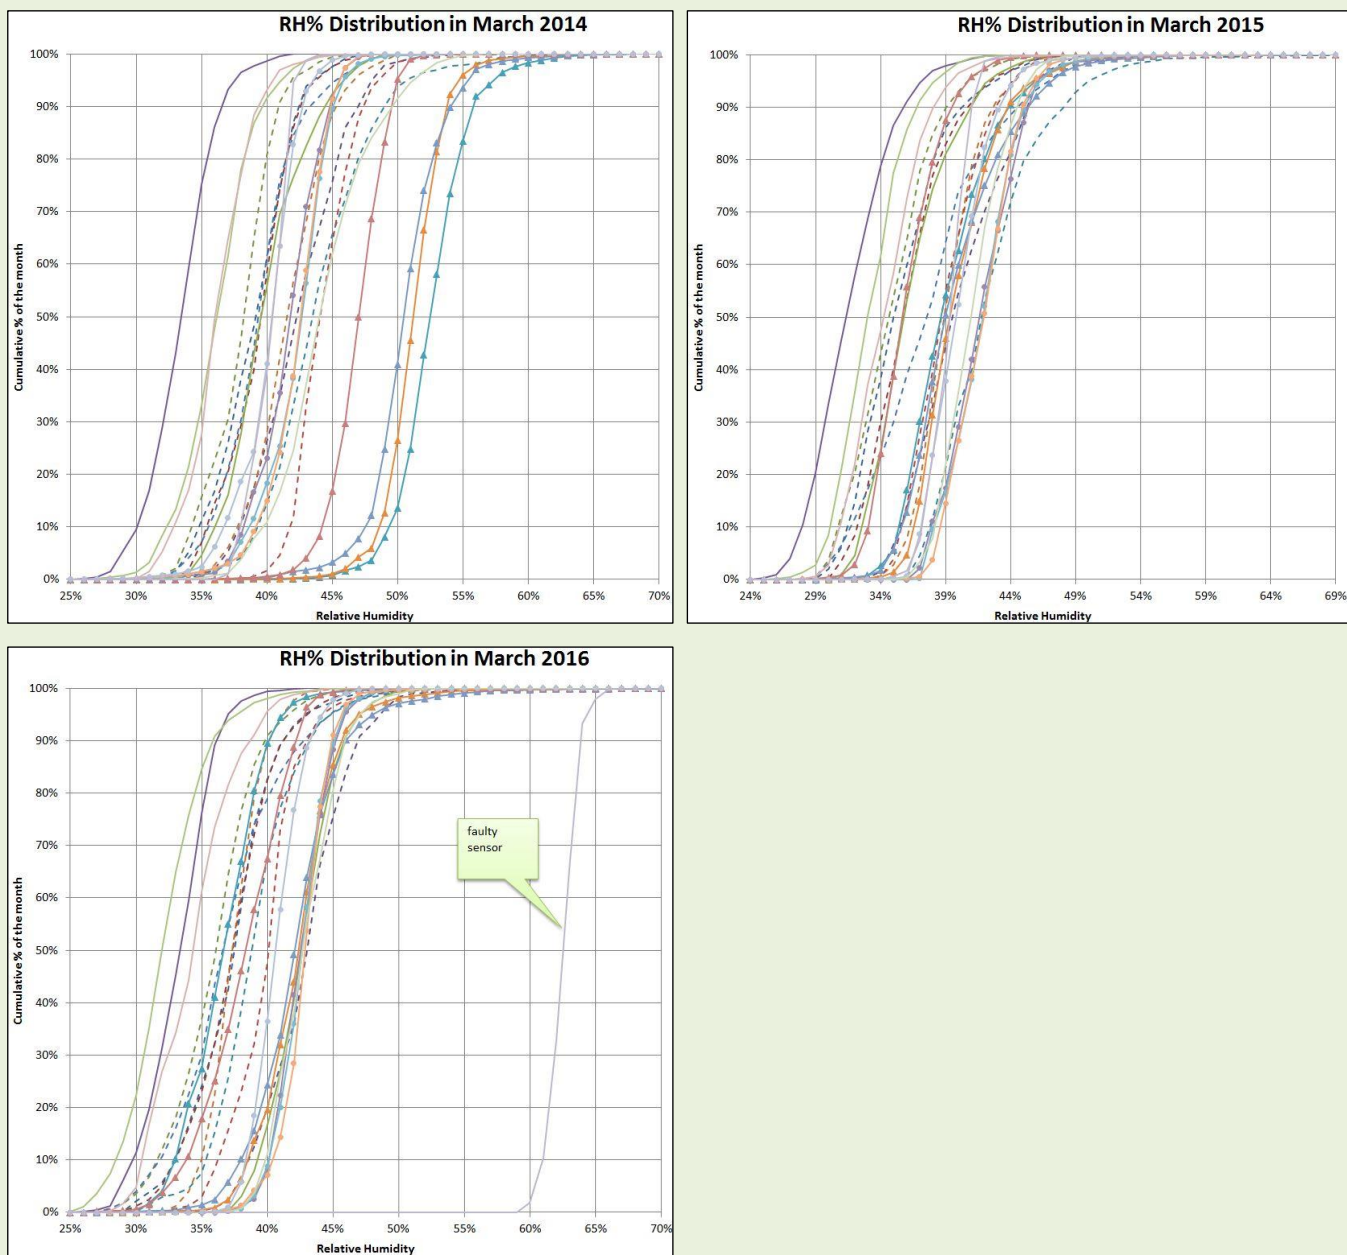 RH% Distribution in March 2014
100%
90%
80%
70%
60%
50%
40%
30%
20%
10%
0%
Cumulative % of the month
25% 30% 35% 40% 45% 50% 55% 60% 65% 70%
Relative Humidity
RH% Distribution in March 2015
100%
90%
80%
70%
60%
50%
40%
30%
20%
10%
0%
Cumulative % of the month
24% 29% 34% 39% 44% 49% 54% 59% 64% 69%
Relative Humidity
RH% Distribution in March 2016
100%
90%
80%
70%
60%
50%
40%
30%
20%
10%
0%
Cumulative % of the month
faulty
sensor
25% 30% 35% 40% 45% 50% 55% 60% 65% 70%
Relative Humidity